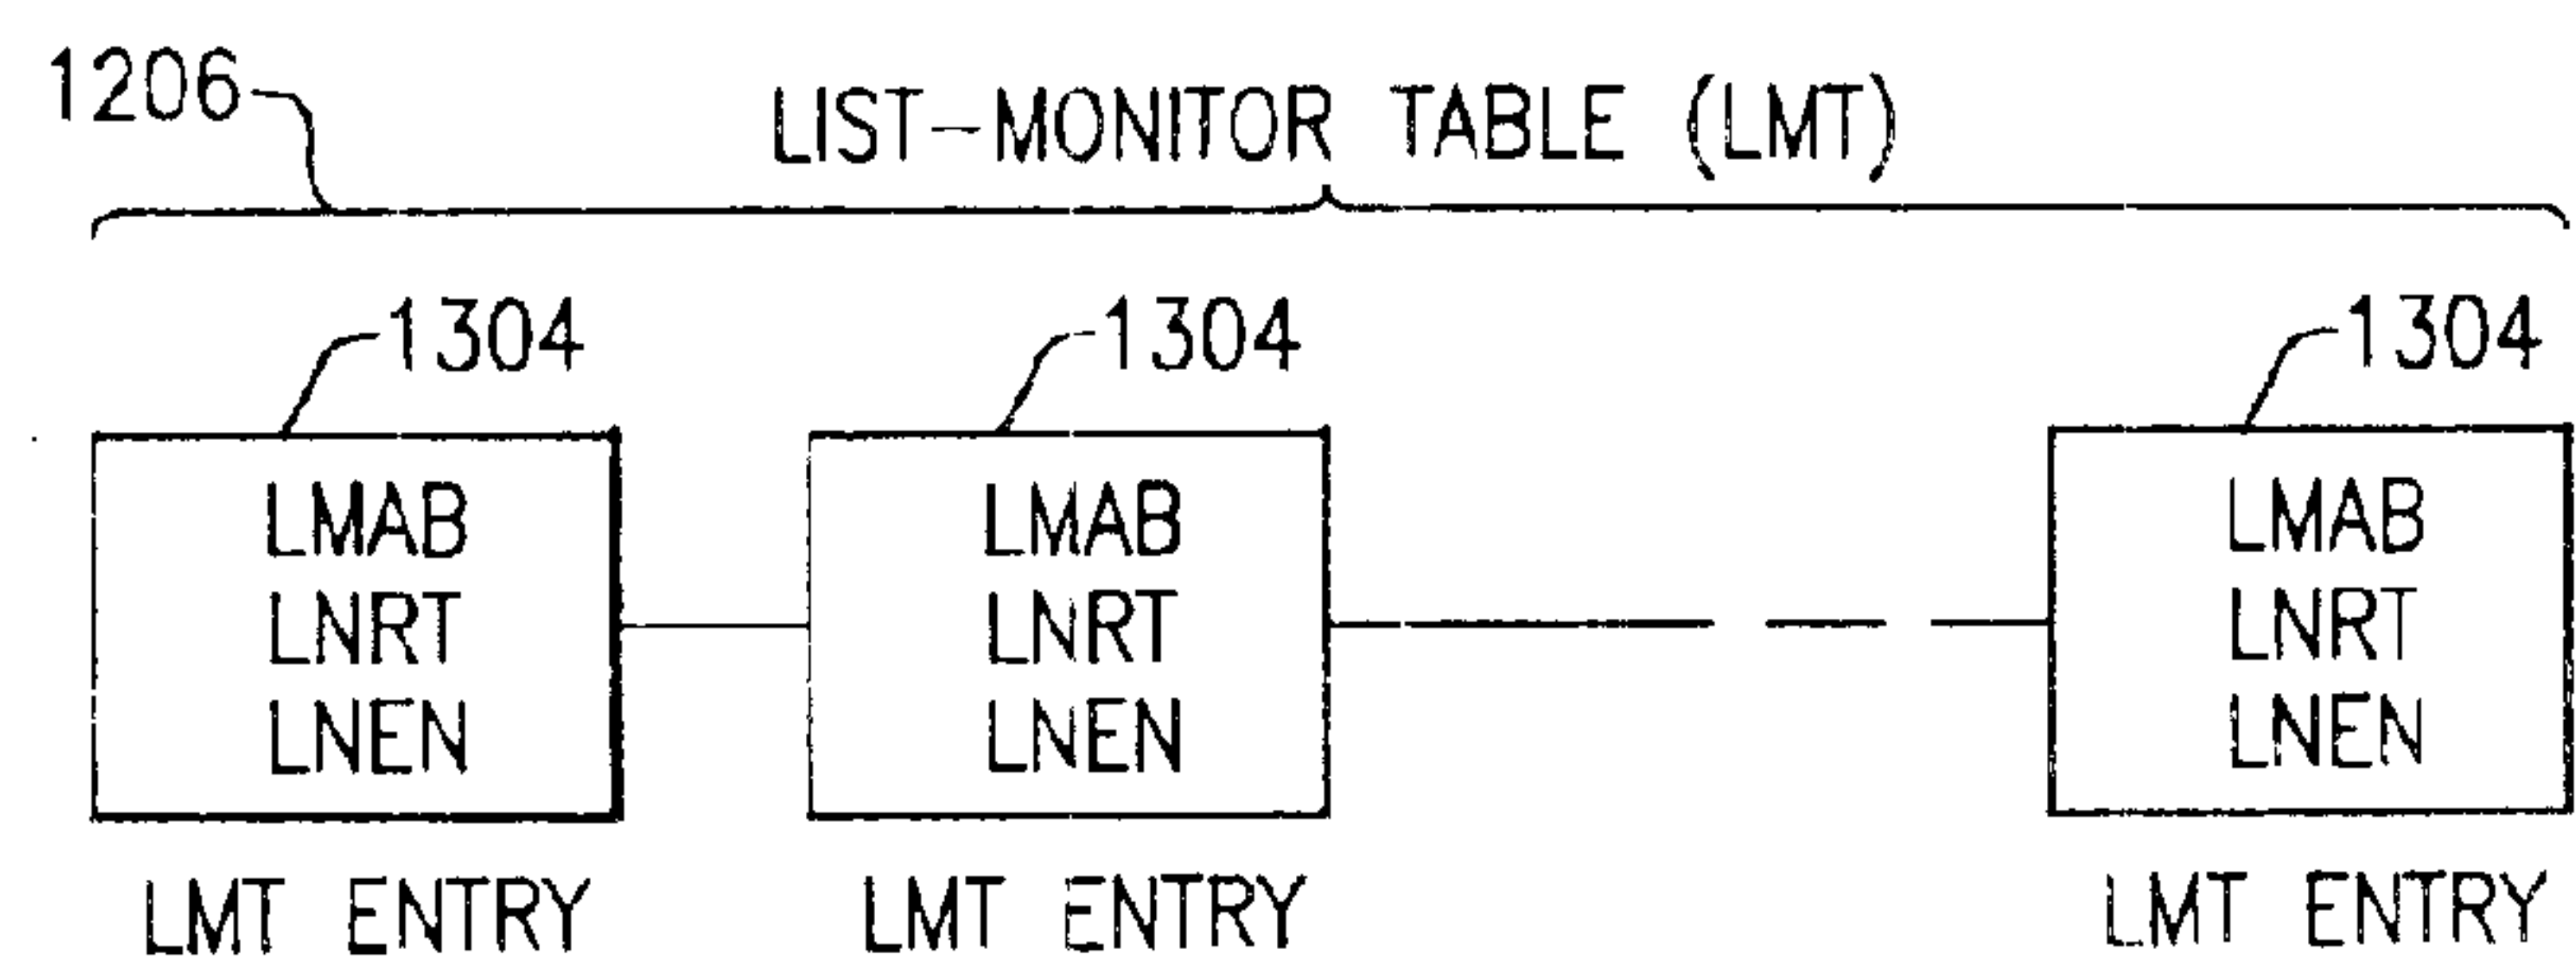 1206
LIST-MONITOR TABLE (LMT)
1304 1304 1304
LMAB LMAB LMAB
LNRT LNRT LNRT
LNEN LNEN LNEN
LMT ENTRY LMT ENTRY LMT ENTRY